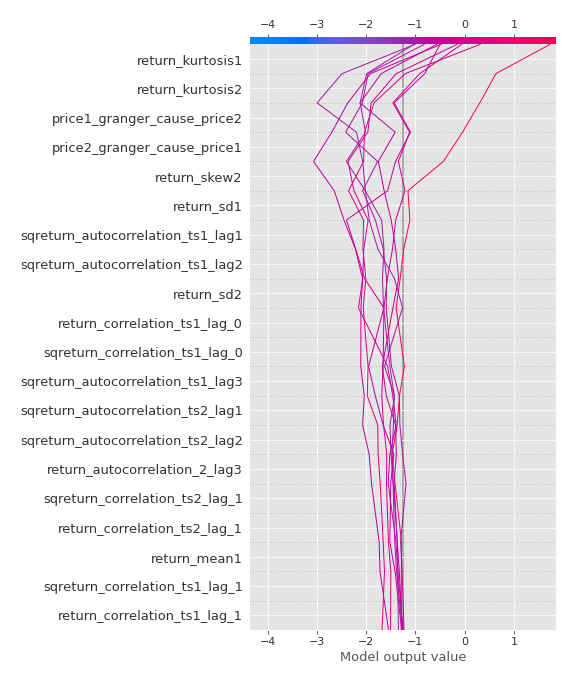 −4 −3 −2 −1 0 1
return_kurtosis1
return_kurtosis2
price1_granger_cause_price2
price2_granger_cause_price1
return_skew2
return_sd1
sqreturn_autocorrelation_ts1_lag1
sqreturn_autocorrelation_ts1_lag2
return_sd2
return_correlation_ts1_lag_0
sqreturn_correlation_ts1_lag_0
sqreturn_autocorrelation_ts1_lag3
sqreturn_autocorrelation_ts2_lag1
sqreturn_autocorrelation_ts2_lag2
return_autocorrelation_2_lag3
sqreturn_correlation_ts2_lag_1
return_correlation_ts2_lag_1
return_mean1
sqreturn_correlation_ts1_lag_1
return_correlation_ts1_lag_1
−4 −3 −2 −1 0 1
Model output value